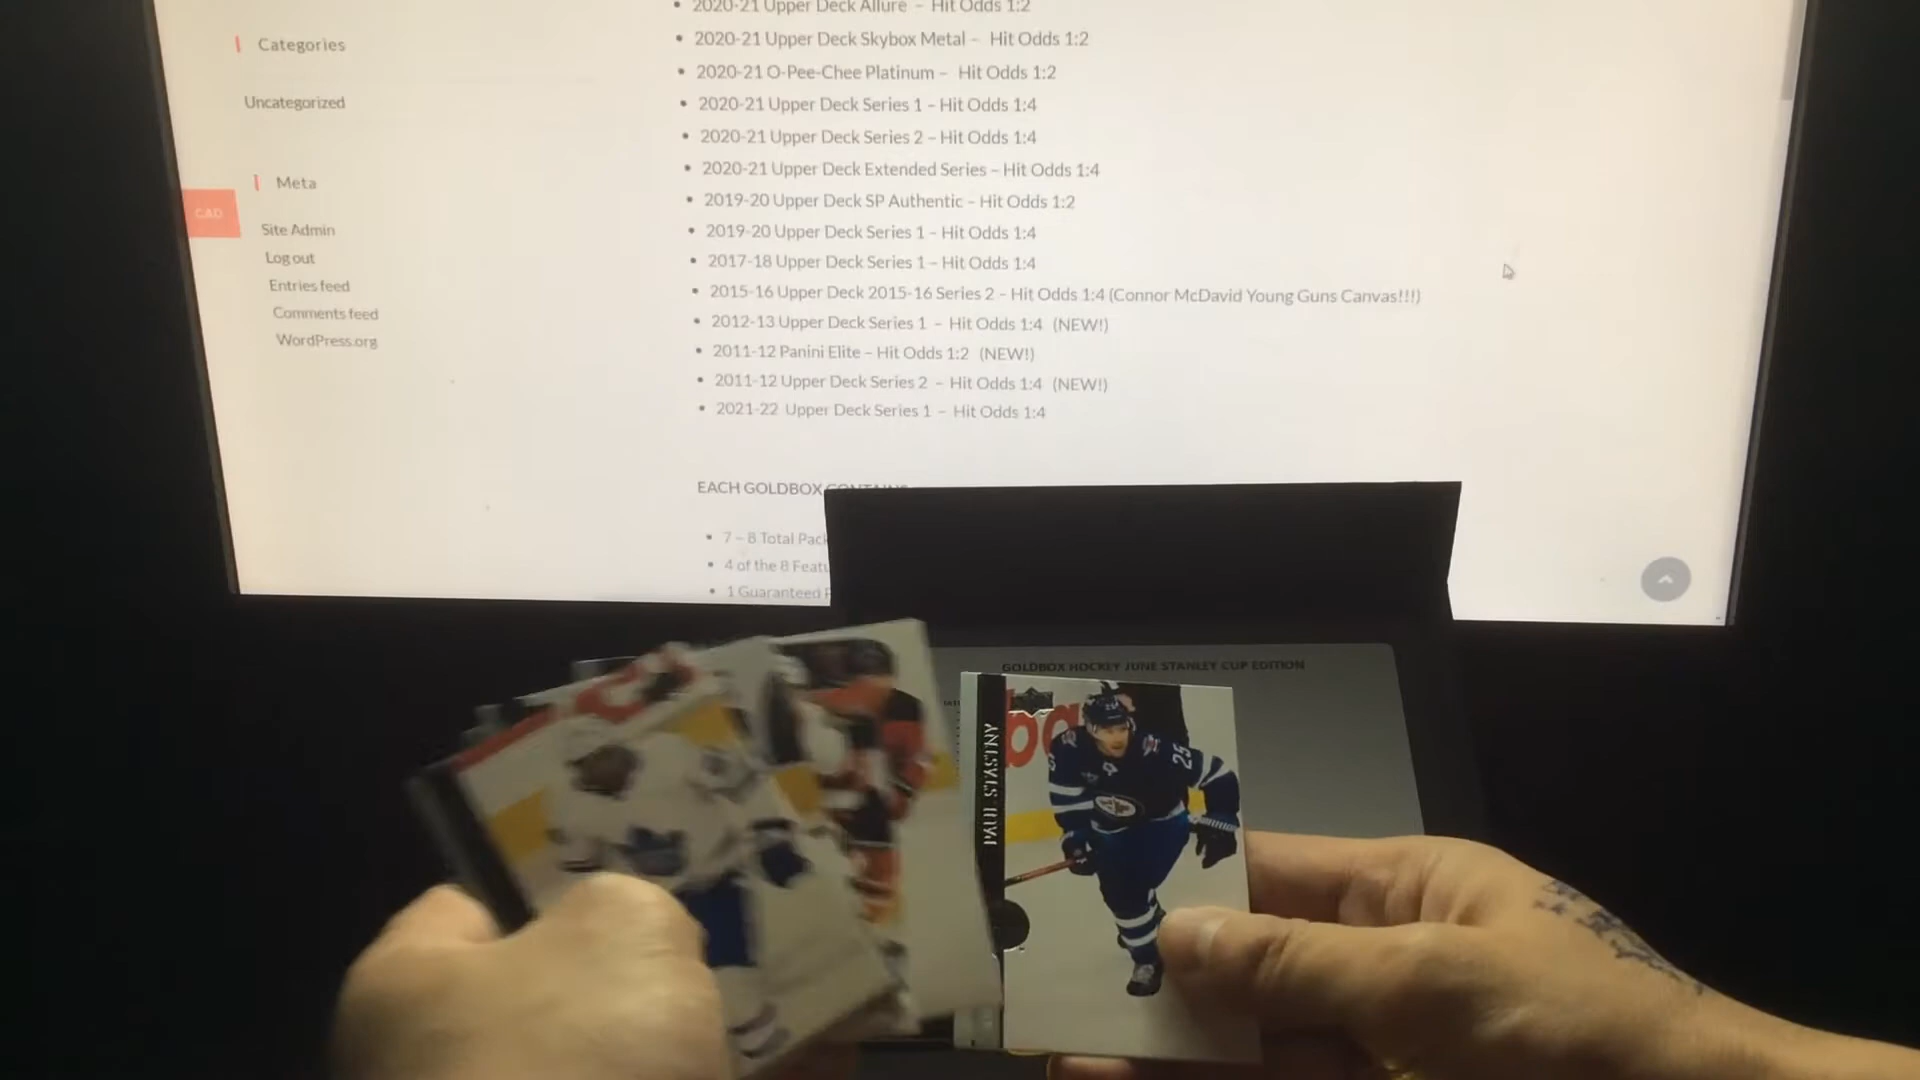 Categories
Uncategorized
Meta
CAD
Site Admin
Log out
Entries feed
Comments feed
WordPress.org
2020-21 Upper Deck Allure – Hit Odds 1:2
2020-21 Upper Deck Skybox Metal – Hit Odds 1:2
2020-21 O-Pee-Chee Platinum – Hit Odds 1:2
2020-21 Upper Deck Series 1 – Hit Odds 1:4
2020-21 Upper Deck Series 2 – Hit Odds 1:4
2020-21 Upper Deck Extended Series – Hit Odds 1:4
2019-20 Upper Deck SP Authentic – Hit Odds 1:2
2019-20 Upper Deck Series 1 – Hit Odds 1:4
2017-18 Upper Deck Series 1 – Hit Odds 1:4
2015-16 Upper Deck 2015-16 Series 2 – Hit Odds 1:4 (Connor McDavid Young Guns Canvas!!!)
2012-13 Upper Deck Series 1 – Hit Odds 1:4 (NEW!)
2011-12 Panini Elite – Hit Odds 1:2 (NEW!)
2011-12 Upper Deck Series 2 – Hit Odds 1:4 (NEW!)
2021-22 Upper Deck Series 1 – Hit Odds 1:4
EACH GOLDBOX
7 – 8 Total Pack
4 of the 8 Featu
1 Guaranteed
GOLDBOX HOCKEY JUNE STANLEY CUP EDITION
PAUL STASTNY
25